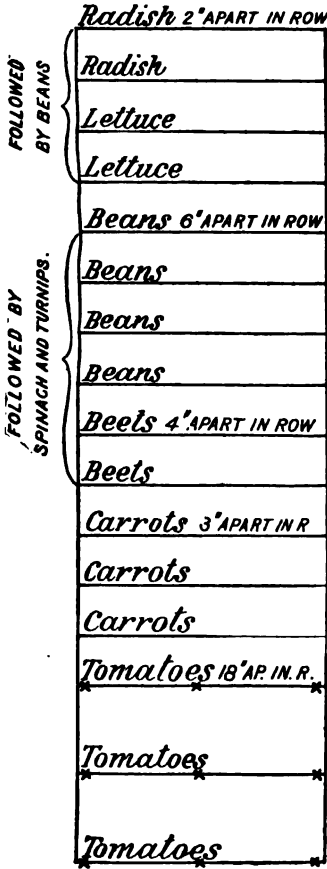 Radish 2" APART IN ROW
FOLLOWED BY BEANS
Radish
Lettuce
Lettuce
Beans 6" APART IN ROW
FOLLOWED BY SPINACH AND TURNIPS.
Beans
Beans
Beans
Beets 4" APART IN ROW
Beets
Carrots 3" APART IN R
Carrots
Carrots
Tomatoes 18" AP. IN. R.
Tomatoes
Tomatoes